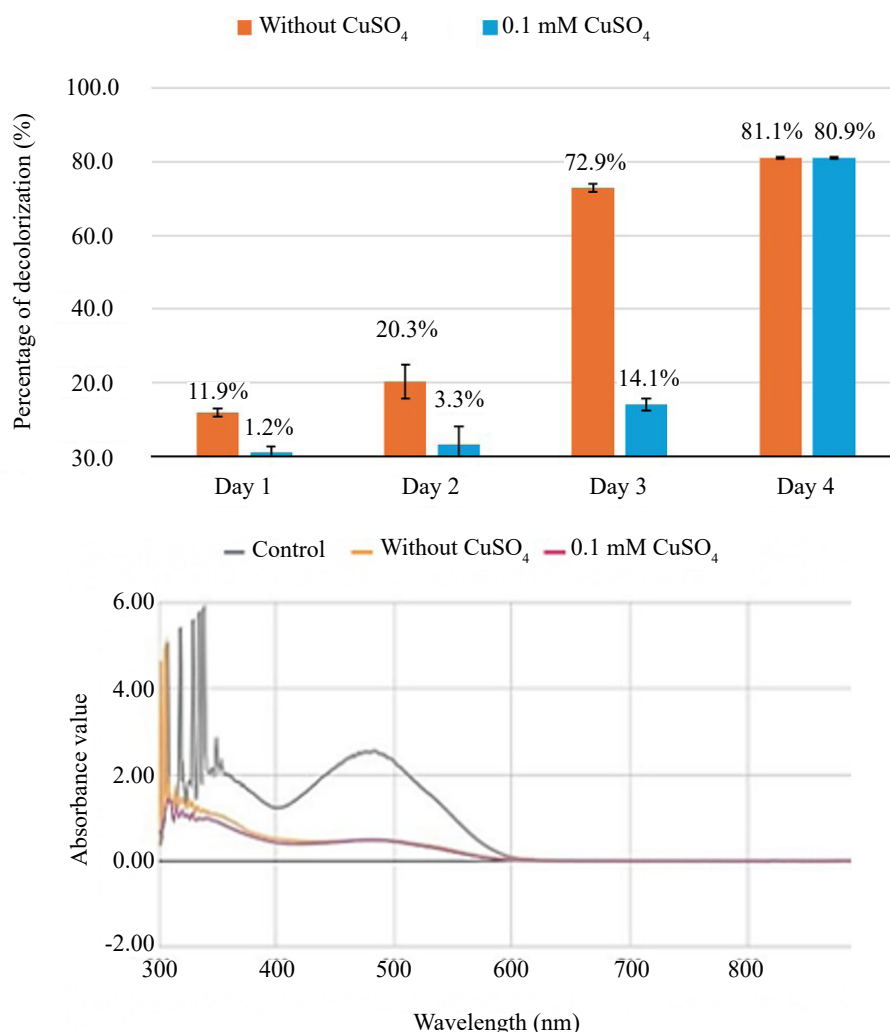 Without CuSO₄ 0.1 mM CuSO₄
Percentage of decolorization (%)
100.0
80.0
60.0
40.0
20.0
30.0
11.9%
1.2%
20.3%
3.3%
72.9%
14.1%
81.1% 80.9%
Day 1 Day 2 Day 3 Day 4
Control Without CuSO₄ 0.1 mM CuSO₄
Absorbance value
6.00
4.00
2.00
0.00
-2.00
300 400 500 600 700 800
Wavelength (nm)